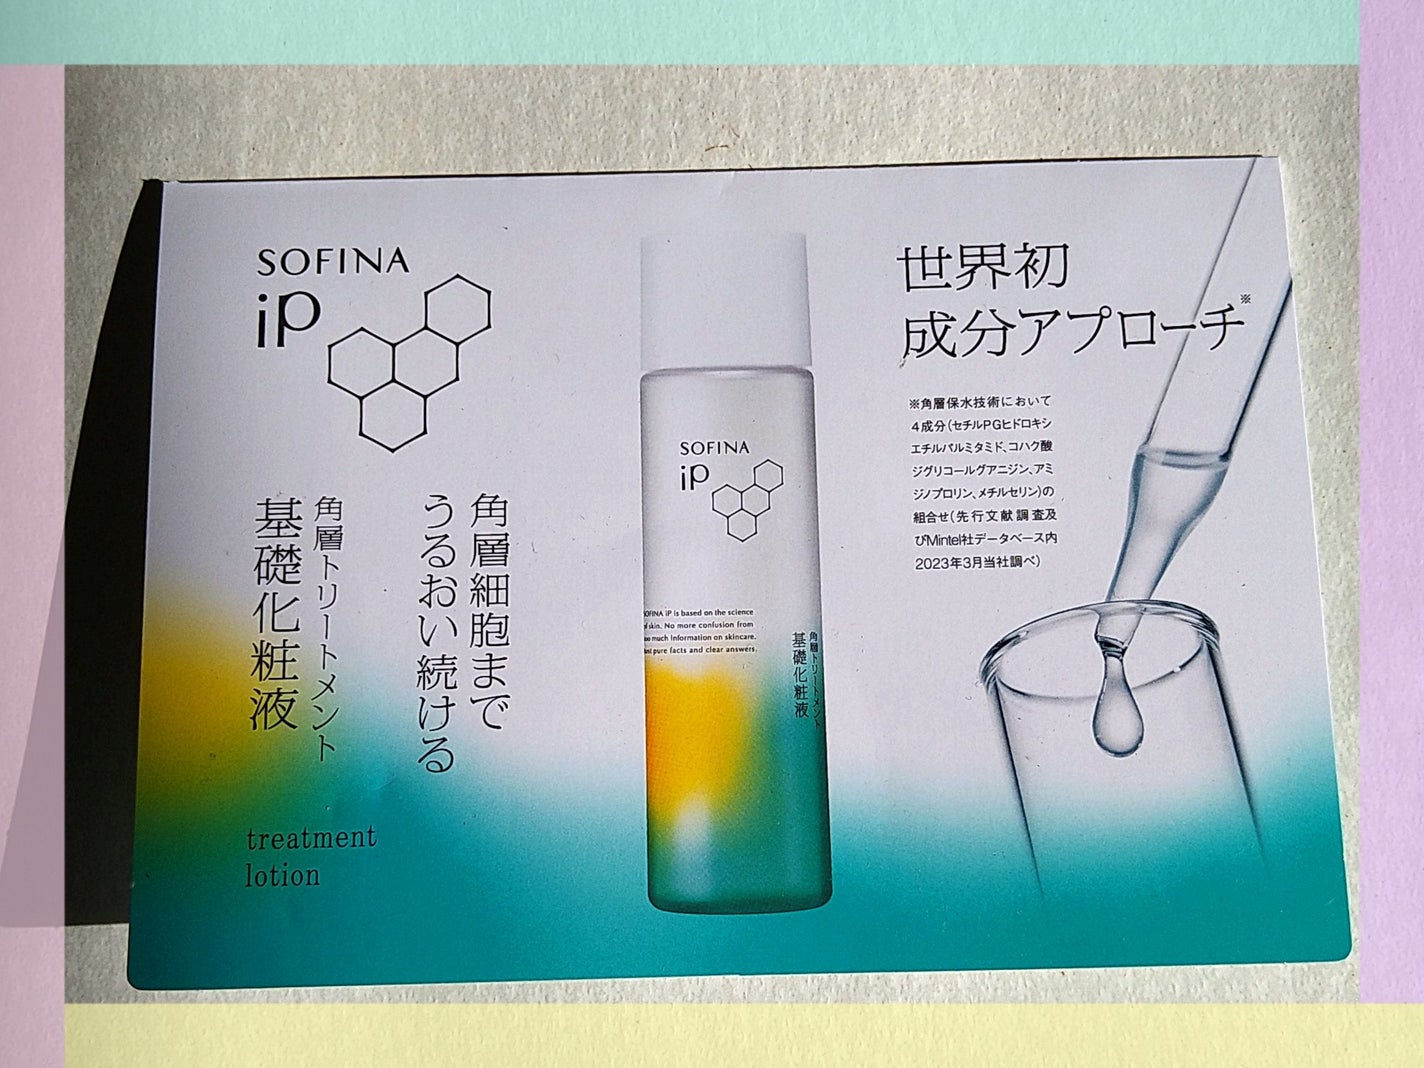 SOFINA
iP
角層細胞まで
うるおい続ける
角層トリートメント
基礎化粧液
treatment
lotion
SOFINA
iP
SOFINA iP is based on the science
of skin. No more confusion from
too much information on skincare.
Just pure facts and clear answers.
角層トリートメント
基礎化粧液
世界初
成分アプローチ※
※角層保水技術において
4成分(セチルPGヒドロキシ
エチルパルミタミド、コハク酸
ジグリコールグアニジン、アミ
ジノプロリン、メチルセリン)の
組合せ(先行文献調査及
びMintel社データベース内
2023年3月当社調べ)